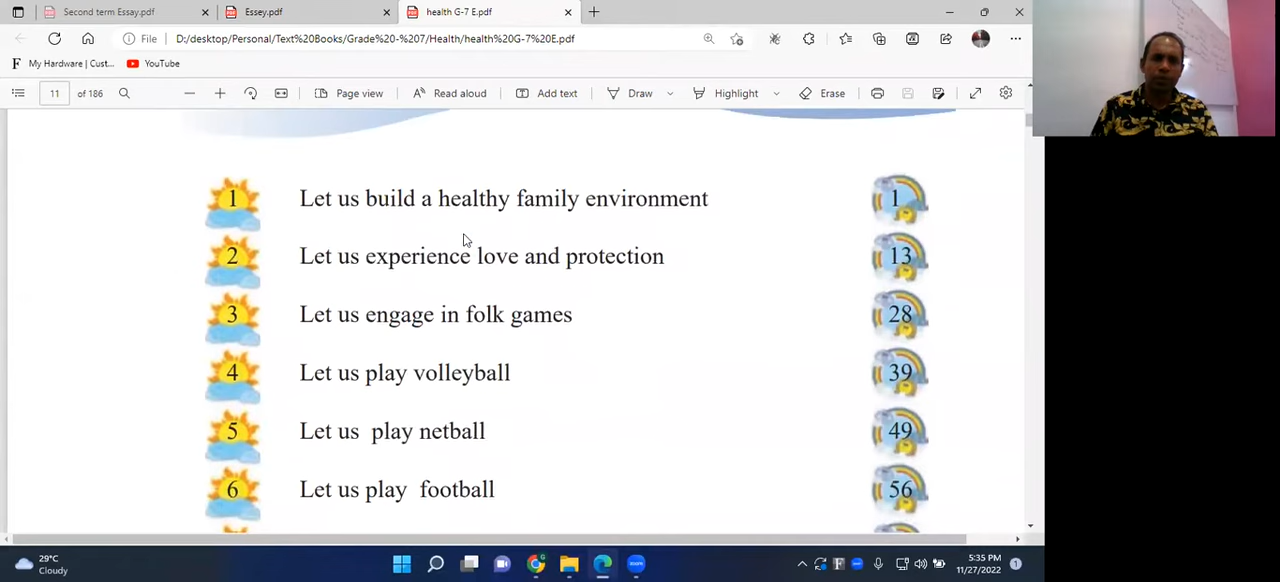 Second term Essay.pdf
Essey.pdf
health G-7 E.pdf
File
D:/desktop/Personal/Text%20Books/Grade%20-%207/Health/health%20G-7%20E.pdf
My Hardware | Cust...
YouTube
11 of 186
Page view
Read aloud
Add text
Draw
Highlight
Erase
1 Let us build a healthy family environment 1
2 Let us experience love and protection 13
3 Let us engage in folk games 28
4 Let us play volleyball 39
5 Let us play netball 49
6 Let us play football 56
29°C
Cloudy
zoom
5:35 PM
11/27/2022
1